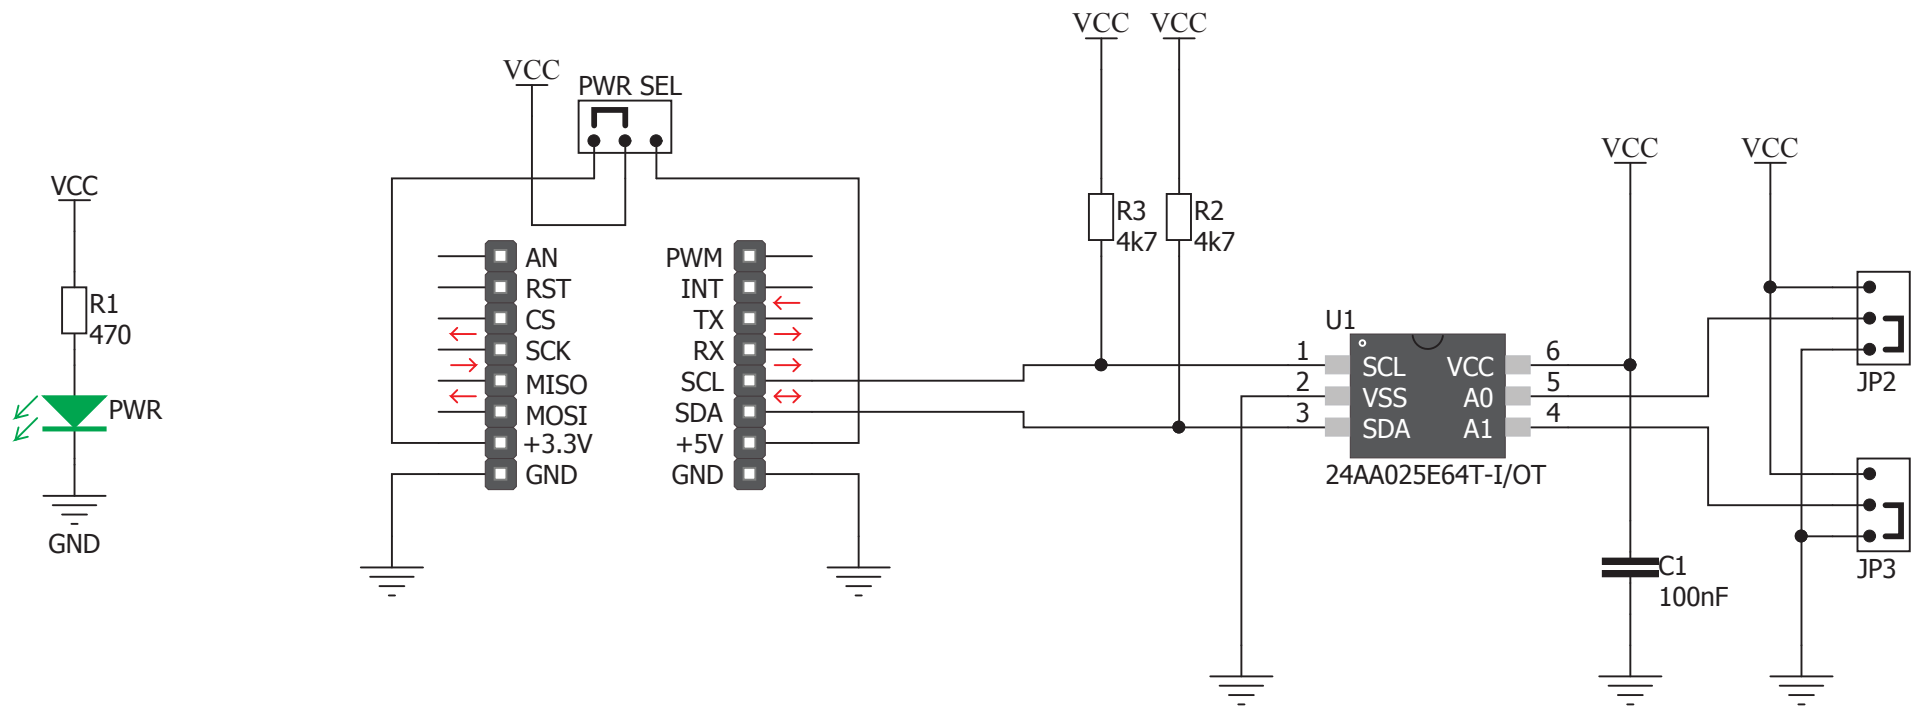 VCC VCC
VCC
PWR SEL
VCC VCC
VCC
R3
4k7
R2
4k7
AN
RST
CS
SCK
MISO
MOSI
+3.3V
GND
PWM
INT
TX
RX
SCL
SDA
+5V
GND
R1
470
PWR
GND
U1
1 SCL VCC 6
2 VSS A0 5
3 SDA A1 4
24AA025E64T-I/OT
JP2
JP3
C1
100nF